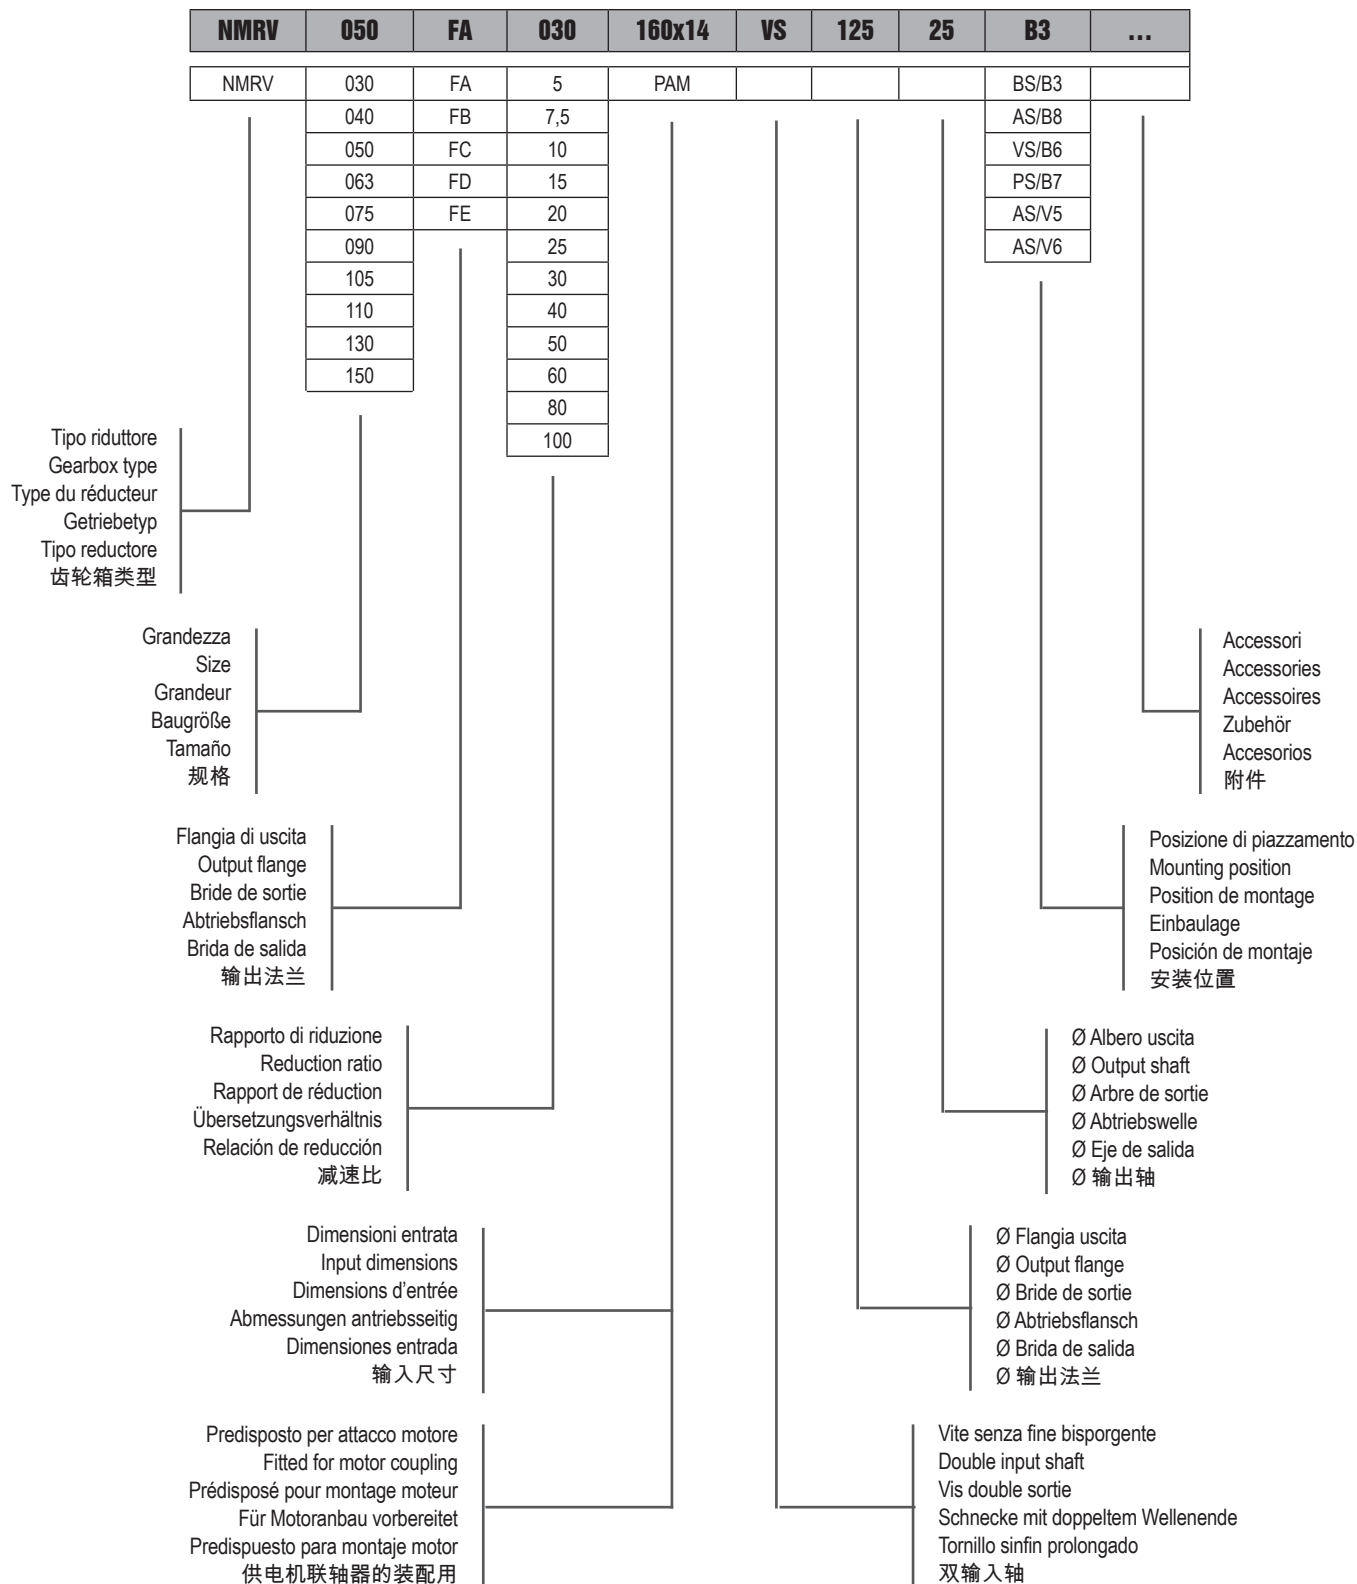 NMRV 050 FA 030 160x14 VS 125 25 B3 ...
NMRV 030 FA 5 PAM BS/B3
040 FB 7,5 AS/B8
050 FC 10 VS/B6
063 FD 15 PS/B7
075 FE 20 AS/V5
090 25 AS/V6
105 30
110 40
130 50
150 60
80
100
Tipo riduttore
Gearbox type
Type du réducteur
Getriebetyp
Tipo reductore
齿轮箱类型
Grandezza
Size
Grandeur
Baugröße
Tamaño
规格
Accessori
Accessories
Accessoires
Zubehör
Accesorios
附件
Flangia di uscita
Output flange
Bride de sortie
Abtriebsflansch
Brida de salida
输出法兰
Posizione di piazzamento
Mounting position
Position de montage
Einbaulage
Posición de montaje
安装位置
Rapporto di riduzione
Reduction ratio
Rapport de réduction
Übersetzungsverhältnis
Relación de reducción
减速比
Ø Albero uscita
Ø Output shaft
Ø Arbre de sortie
Ø Abtriebswelle
Ø Eje de salida
Ø 输出轴
Dimensioni entrata
Input dimensions
Dimensions d'entrée
Abmessungen antriebsseitig
Dimensiones entrada
输入尺寸
Ø Flangia uscita
Ø Output flange
Ø Bride de sortie
Ø Abtriebsflansch
Ø Brida de salida
Ø 输出法兰
Predisposto per attacco motore
Fitted for motor coupling
Prédisposé pour montage moteur
Für Motoranbau vorbereitet
Predispuesto para montaje motor
供电机联轴器的装配用
Vite senza fine bisporgente
Double input shaft
Vis double sortie
Schnecke mit doppeltem Wellenende
Tornillo sinfin prolongado
双输入轴